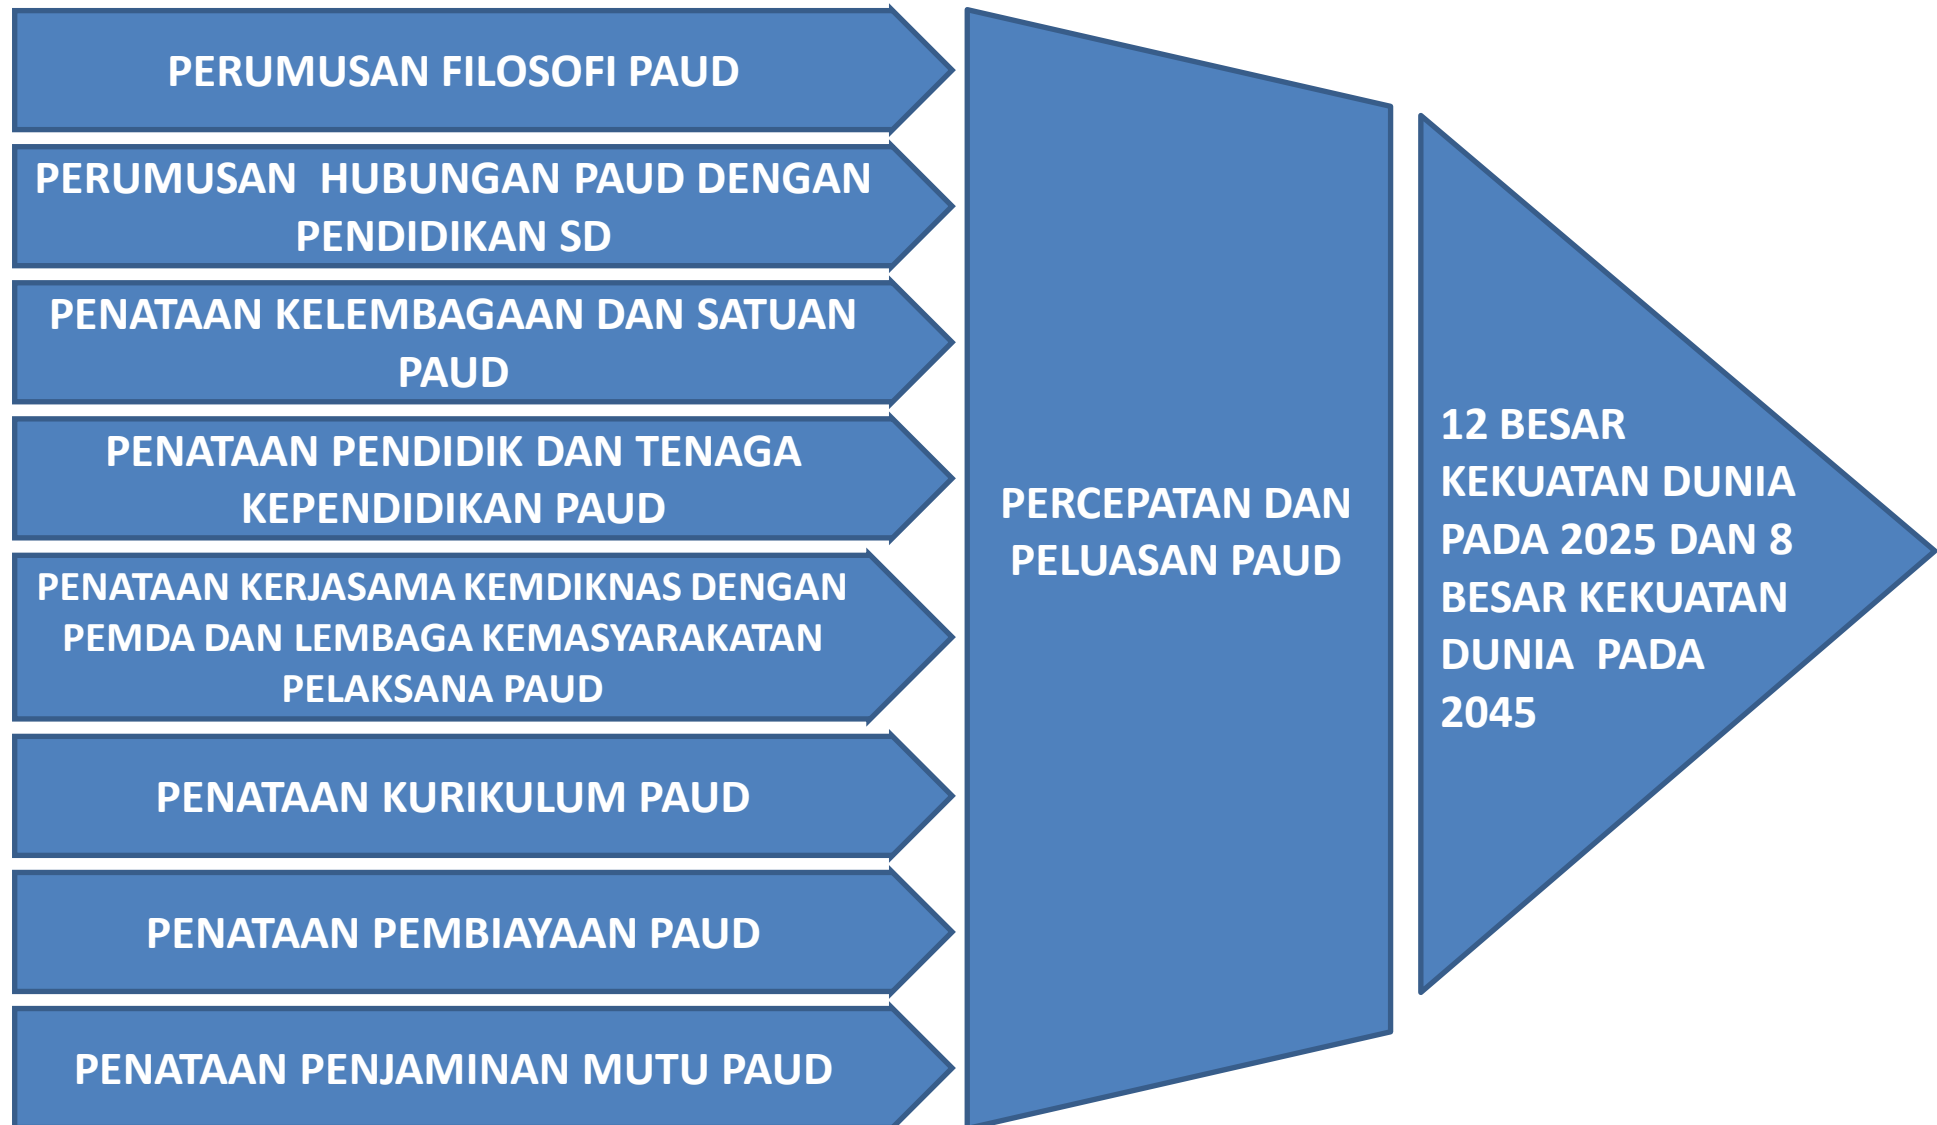 PERUMUSAN FILOSOFI PAUD
PERUMUSAN  HUBUNGAN PAUD DENGAN
PENDIDIKAN SD
PENATAAN KELEMBAGAAN DAN SATUAN
PAUD
PENATAAN PENDIDIK DAN TENAGA
KEPENDIDIKAN PAUD
PENATAAN KERJASAMA KEMDIKNAS DENGAN
PEMDA DAN LEMBAGA KEMASYARAKATAN
PELAKSANA PAUD
PENATAAN KURIKULUM PAUD
PENATAAN PEMBIAYAAN PAUD
PENATAAN PENJAMINAN MUTU PAUD
PERCEPATAN DAN
PELUASAN PAUD
12 BESAR
KEKUATAN DUNIA
PADA 2025 DAN 8
BESAR KEKUATAN
DUNIA  PADA
2045